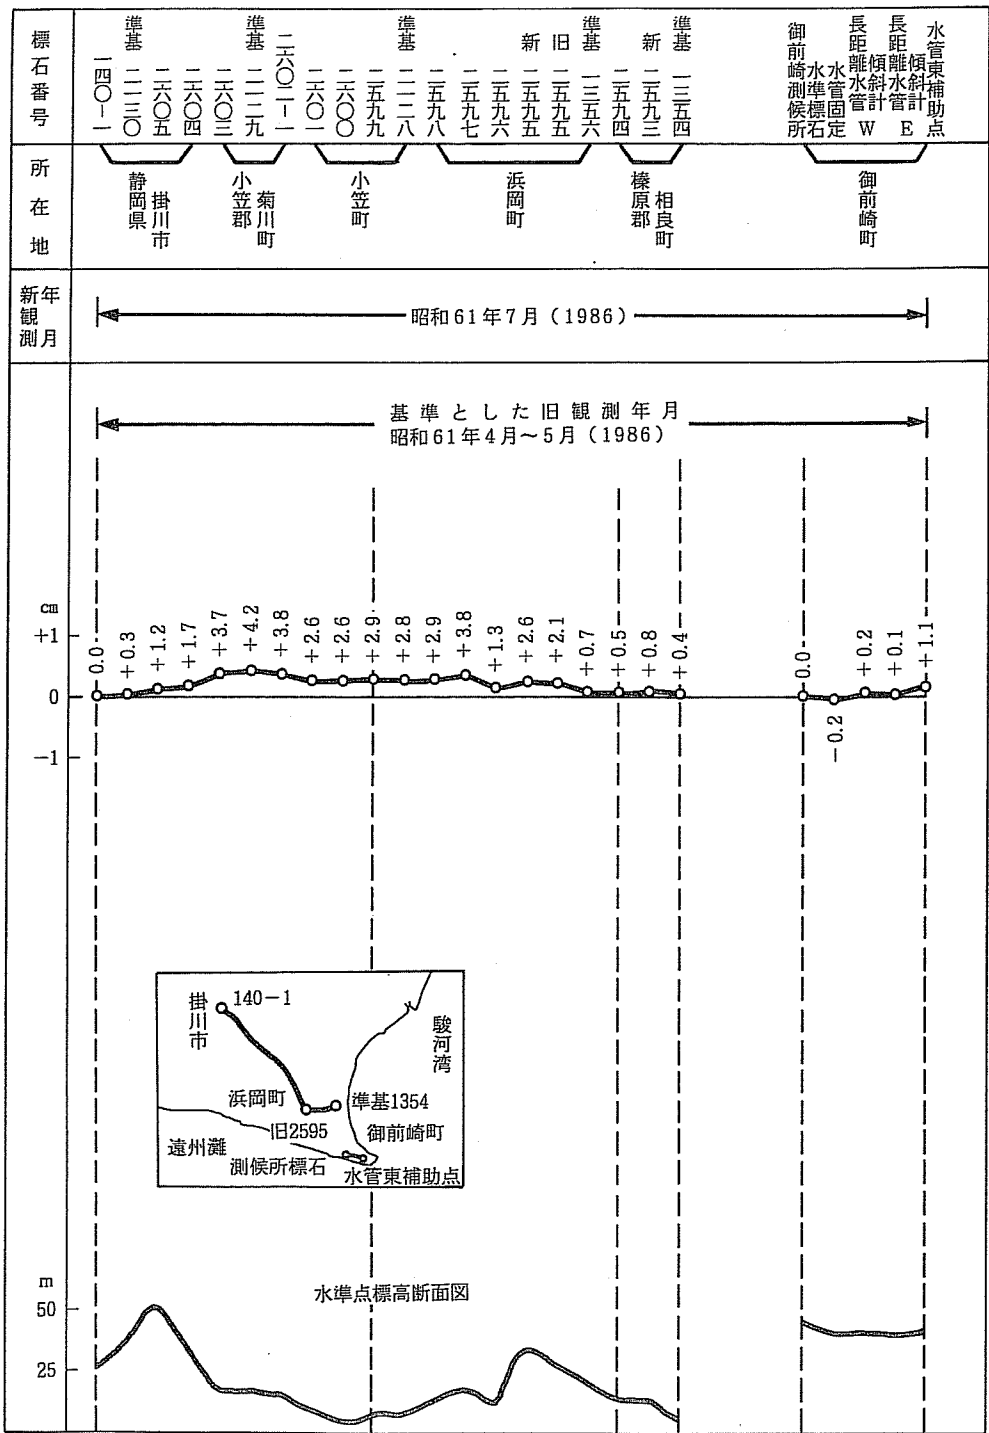 標石番号
一四〇−一
準基 二一三〇
二六〇五
二六〇四
二六〇三
準基 二一二九
二六〇二−一
二六〇一
二六〇〇
二五九九
準基 二一二八
二五九八
二五九七
二五九六
新 二五九五
旧 二五九五
準基 一三五六
二五九四
新 二五九三
準基 一三五四
御前崎測候所
水準標石
水管固定
長距離水管
傾斜計 W
長距離水管
傾斜計 E
水管東補助点
所在地
静岡県
掛川市
小笠郡
菊川町
小笠町
浜岡町
榛原郡
相良町
御前崎町
新観測
年月
昭和61年7月(1986)
基準とした旧観測年月
昭和61年4月~5月(1986)
cm
+1
0
−1
0.0
+0.3
+1.2
+1.7
+3.7
+4.2
+3.8
+2.6
+2.6
+2.9
+2.8
+2.9
+3.8
+1.3
+2.6
+2.1
+0.7
+0.5
+0.8
+0.4
0.0
−0.2
+0.2
+0.1
+1.1
掛川市
140−1
駿河湾
浜岡町
準基1354
旧2595
御前崎町
遠州灘
測候所標石
水管東補助点
m
50
25
水準点標高断面図